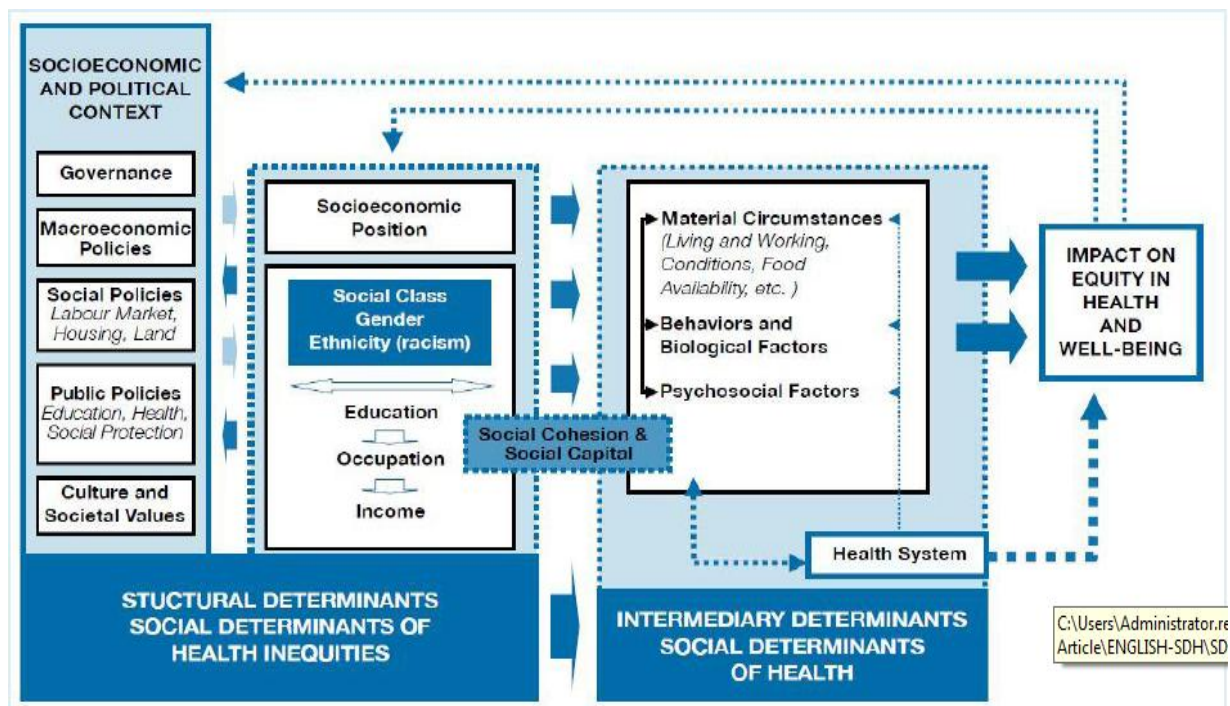 SOCIOECONOMIC
AND POLITICAL
CONTEXT
Governance
Macroeconomic
Policies
Social Policies
Labour Market,
Housing, Land
Public Policies
Education, Health,
Social Protection
Culture and
Societal Values
Socioeconomic
Position
Social Class
Gender
Ethnicity (racism)
Education
Occupation
Income
Social Cohesion &
Social Capital
Material Circumstances
(Living and Working,
Conditions, Food
Availability, etc. )
Behaviors and
Biological Factors
Psychosocial Factors
Health System
IMPACT ON
EQUITY IN
HEALTH
AND
WELL-BEING
STUCTURAL DETERMINANTS
SOCIAL DETERMINANTS OF
HEALTH INEQUITIES
INTERMEDIARY DETERMINANTS
SOCIAL DETERMINANTS
OF HEALTH
C:\Users\Administrator.re
Article\ENGLISH-SDH\SD